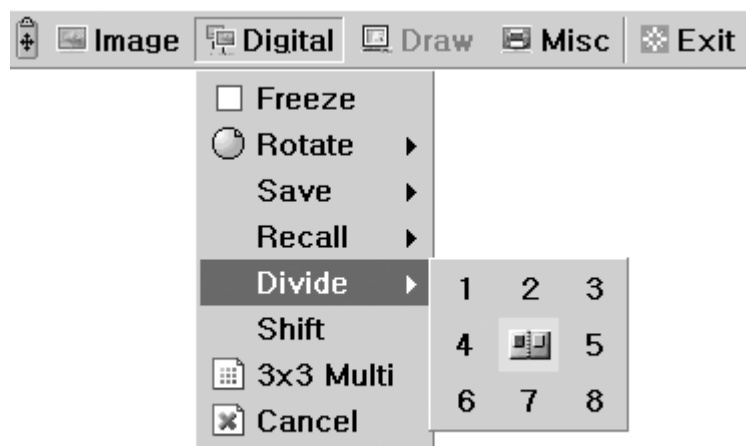 Image Digital Draw Misc Exit
Freeze
Rotate
Save
Recall
Divide
1 2 3
Shift
4 5
3x3 Multi
6 7 8
Cancel